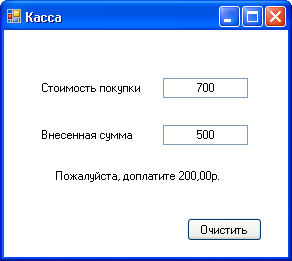 Касса
Стоимость покупки 700
Внесенная сумма 500
Пожалуйста, доплатите 200,00р.
Очистить